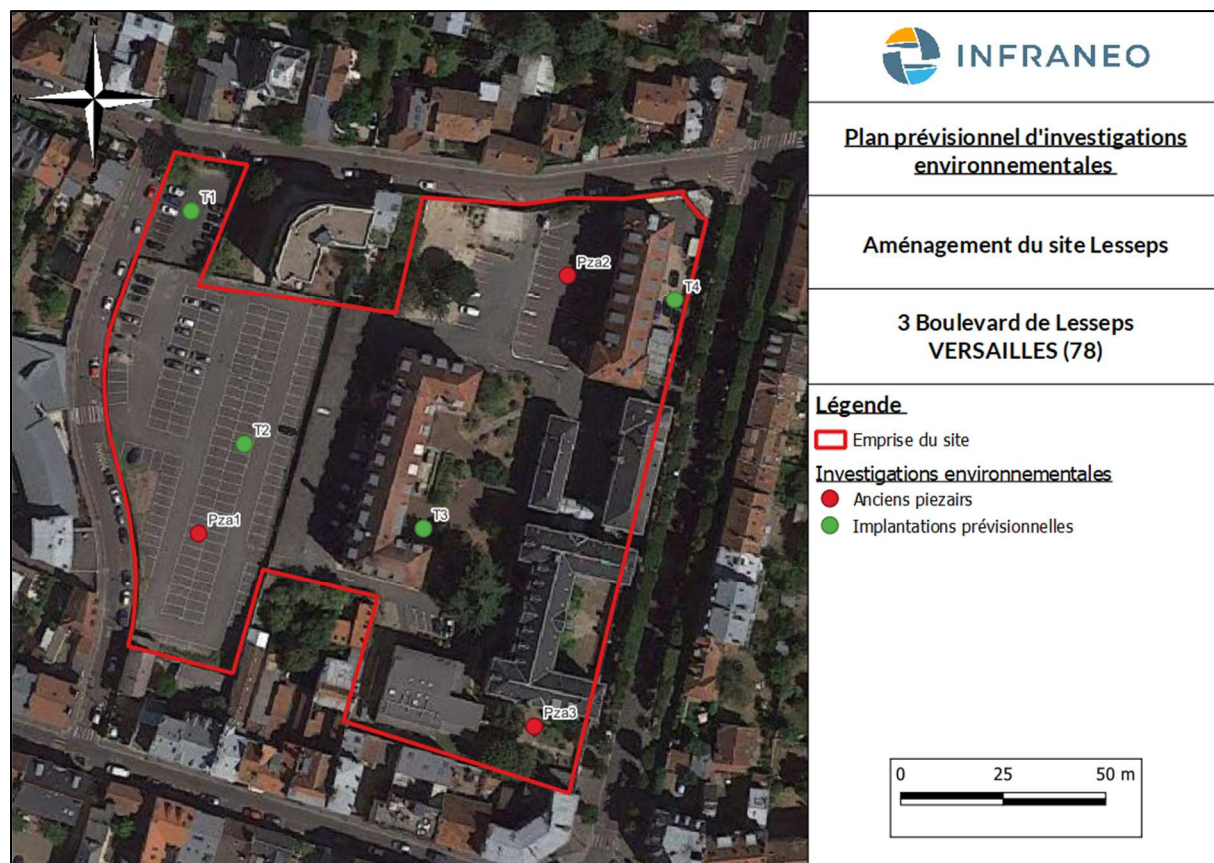 N
W
E
S
T1
Pza2
T4
T2
Pza1
T3
Pza3
INFRANEO
Plan prévisionnel d'investigations
environnementales
Aménagement du site Lesseps
3 Boulevard de Lesseps
VERSAILLES (78)
Légende
Emprise du site
Investigations environnementales
Anciens piezairs
Implantations prévisionnelles
0 25 50 m